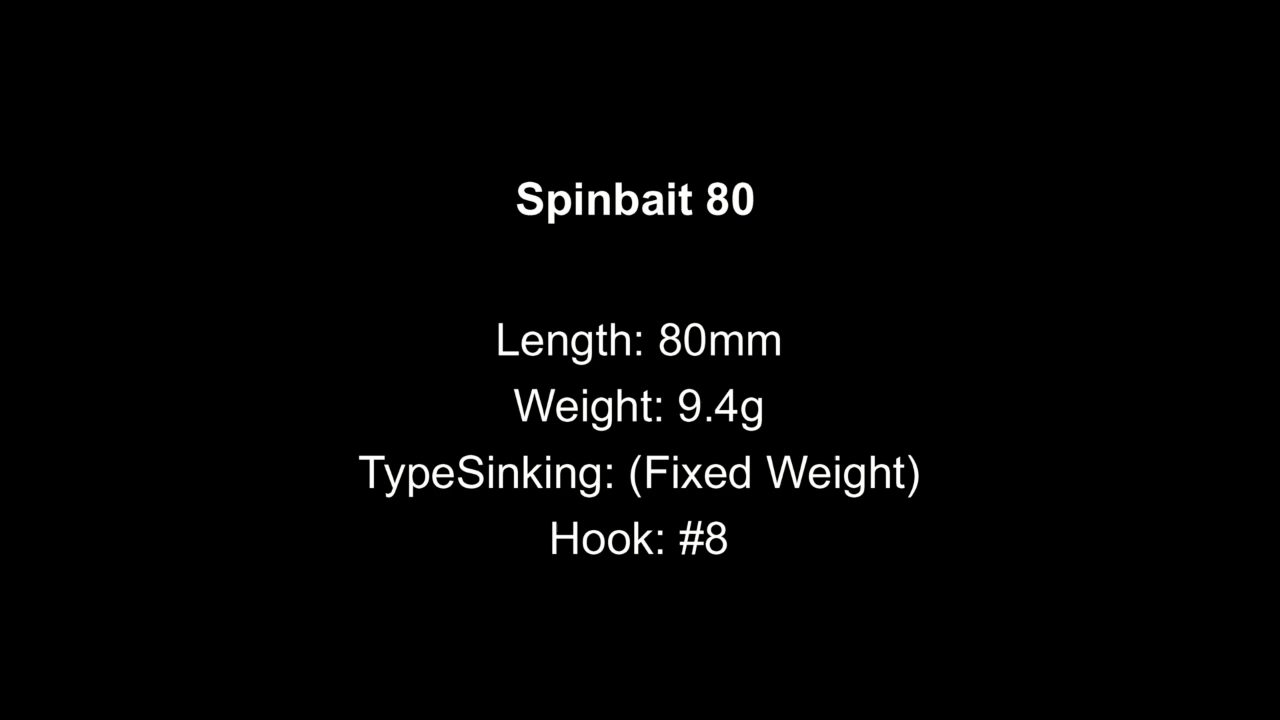 Spinbait 80
Length: 80mm
Weight: 9.4g
TypeSinking: (Fixed Weight)
Hook: #8